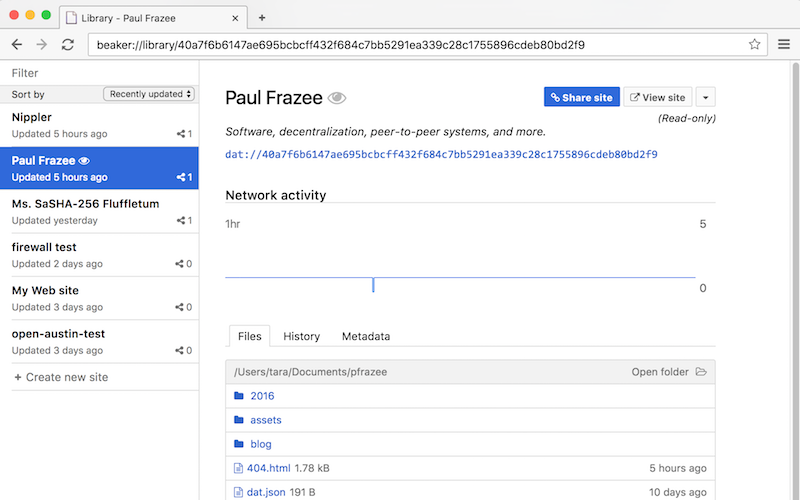 Library - Paul Frazee
beaker://library/40a7f6b6147ae695bcbcff432f684c7bb5291ea339c28c1755896cdeb80bd2f9
Filter
Sort by Recently updated
Nippler
Updated 5 hours ago 1
Paul Frazee
Updated 5 hours ago 1
Ms. SaSHA-256 Fluffletum
Updated yesterday 1
firewall test
Updated 2 days ago 0
My Web site
Updated 3 days ago 0
open-austin-test
Updated 3 days ago 0
+ Create new site
Paul Frazee
Share site View site
(Read-only)
Software, decentralization, peer-to-peer systems, and more.
dat://40a7f6b6147ae695bcbcff432f684c7bb5291ea339c28c1755896cdeb80bd2f9
Network activity
1hr 5
0
Files History Metadata
/Users/tara/Documents/pfrazee Open folder
2016
assets
blog
404.html 1.78 kB 5 hours ago
dat.json 191 B 10 days ago